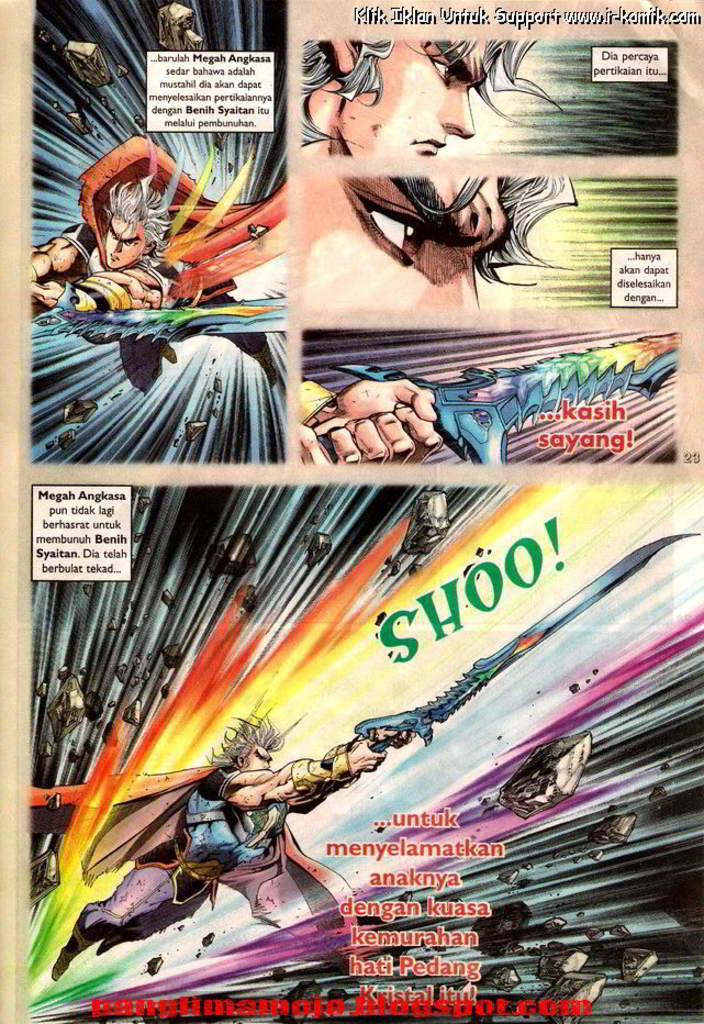 Klik Iklan Untuk Support www.i-komik.com
...barulah Megah Angkasa
sedar bahawa adalah
mustahil dia akan dapat
menyelesaikan pertikaiannya
dengan Benih Syaitan itu
melalui pembunuhan.
Dia percaya
pertikaian itu...
...hanya
akan dapat
diselesaikan
dengan...
...kasih
sayang!
23
Megah Angkasa
pun tidak lagi
berhasrat untuk
membunuh Benih
Syaitan. Dia telah
berbulat tekad...
SHOO!
...untuk
menyelamatkan
anaknya
dengan kuasa
kemurahan
hati Pedang
Kristal itu!
panglimamojo.blogspot.com